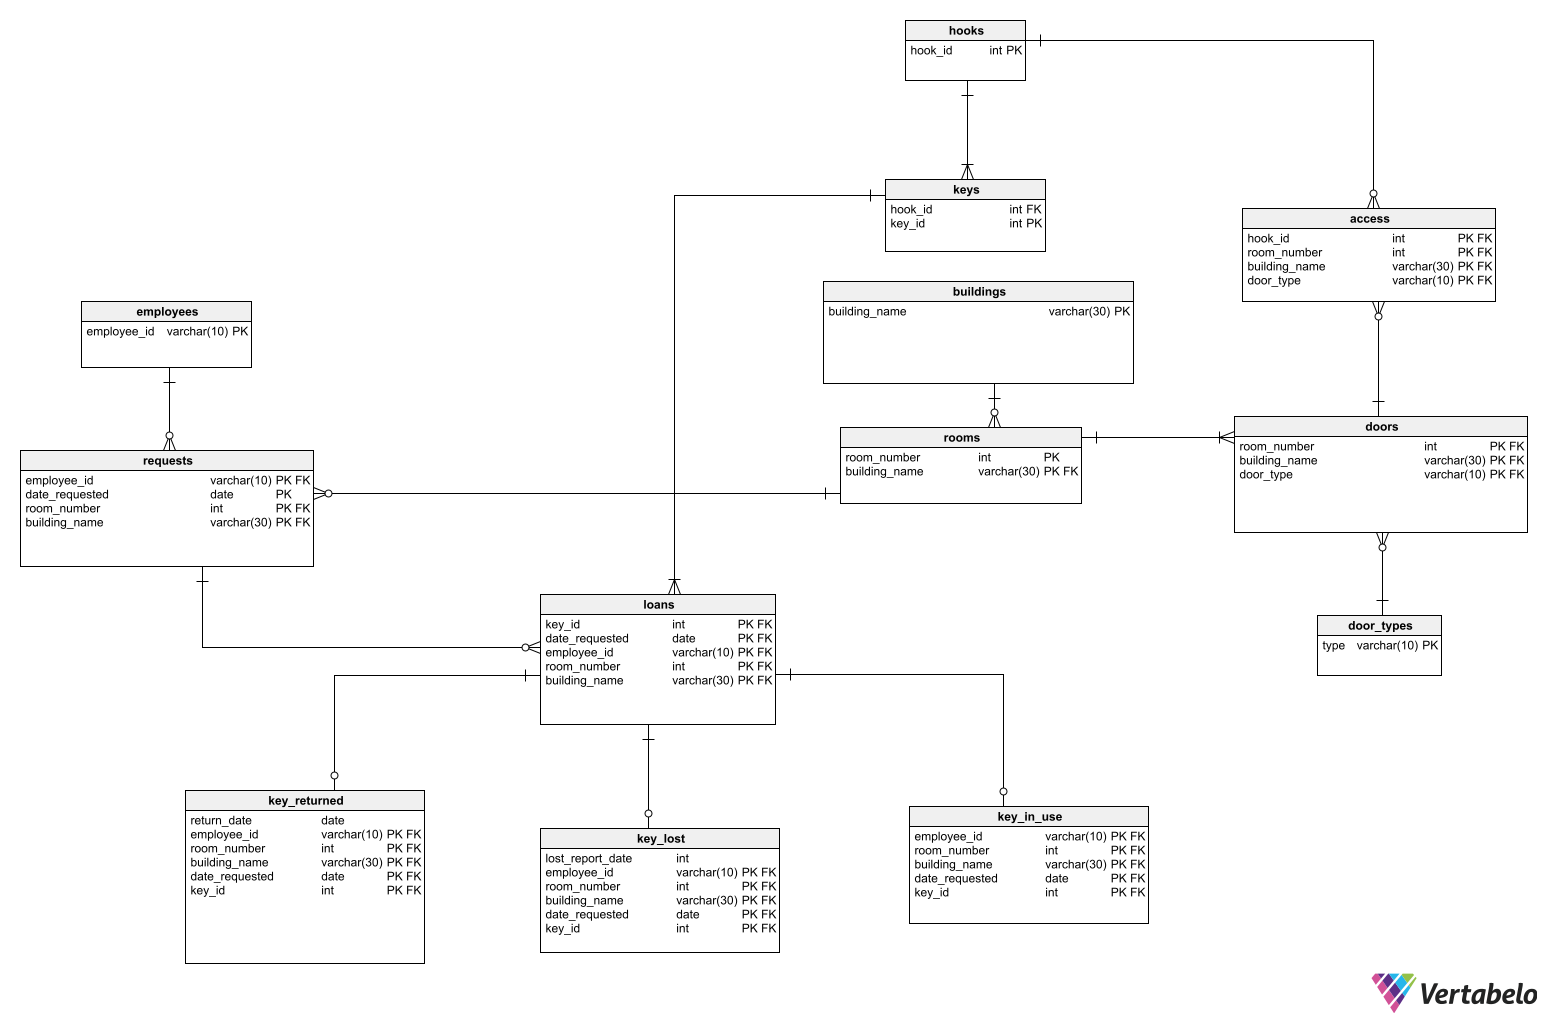 hooks
hook_id int PK
keys
hook_id int FK
key_id int PK
access
hook_id int PK FK
room_number int PK FK
building_name varchar(30) PK FK
door_type varchar(10) PK FK
buildings
building_name varchar(30) PK
employees
employee_id varchar(10) PK
rooms
room_number int PK
building_name varchar(30) PK FK
doors
room_number int PK FK
building_name varchar(30) PK FK
door_type varchar(10) PK FK
requests
employee_id varchar(10) PK FK
date_requested date PK
room_number int PK FK
building_name varchar(30) PK FK
loans
key_id int PK FK
date_requested date PK FK
employee_id varchar(10) PK FK
room_number int PK FK
building_name varchar(30) PK FK
door_types
type varchar(10) PK
key_returned
return_date date
employee_id varchar(10) PK FK
room_number int PK FK
building_name varchar(30) PK FK
date_requested date PK FK
key_id int PK FK
key_lost
lost_report_date int
employee_id varchar(10) PK FK
room_number int PK FK
building_name varchar(30) PK FK
date_requested date PK FK
key_id int PK FK
key_in_use
employee_id varchar(10) PK FK
room_number int PK FK
building_name varchar(30) PK FK
date_requested date PK FK
key_id int PK FK
Vertabelo